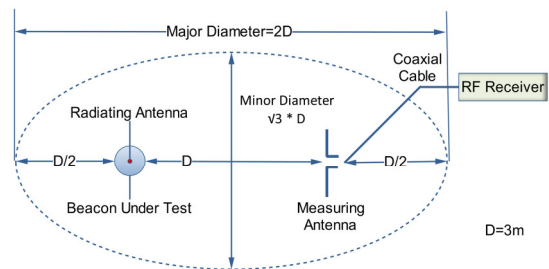 Major Diameter=2D
Coaxial
Cable
RF Receiver
Radiating Antenna
Minor Diameter
√3 * D
D/2
D
D/2
Beacon Under Test
Measuring
Antenna
D=3m